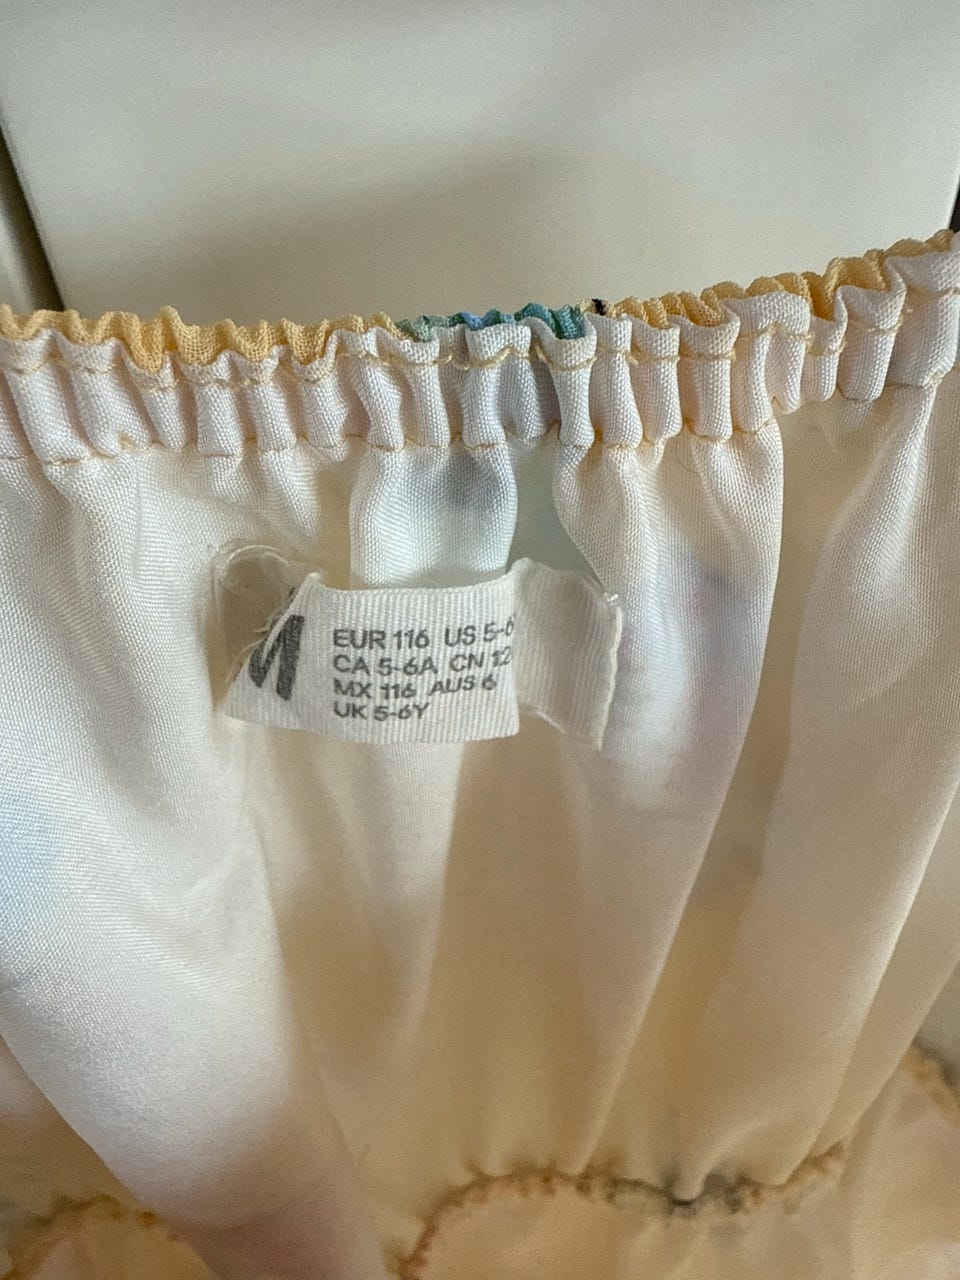 M
EUR 116 US 5-6
CA 5-6A CN 12
MX 116 AUS 6
UK 5-6Y